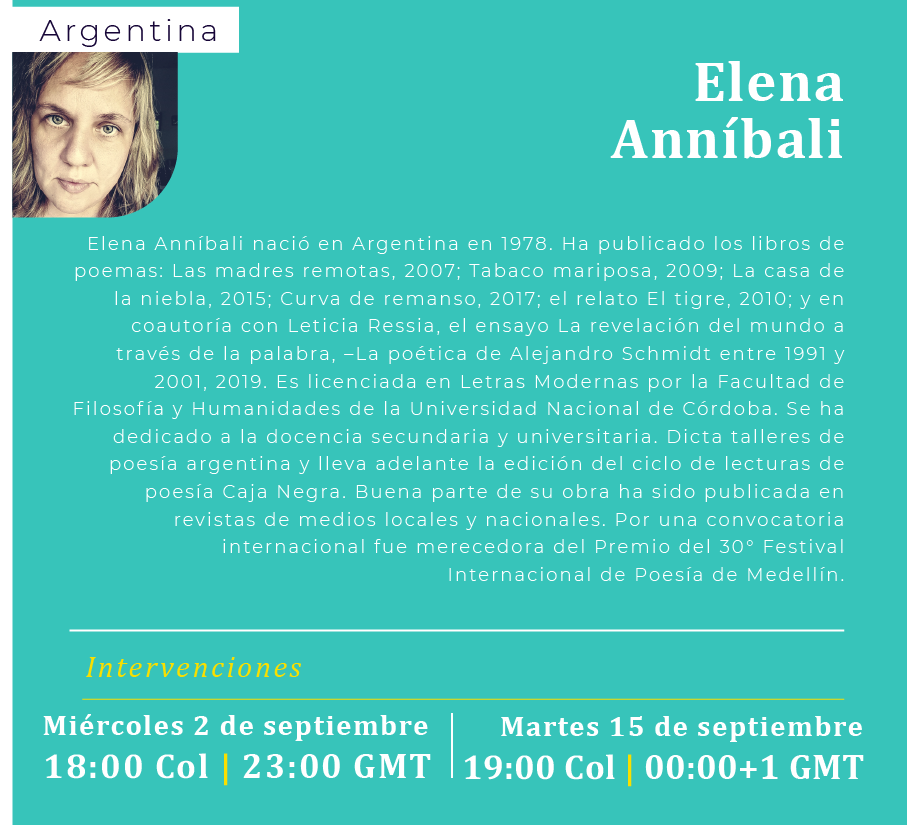 Argentina
Elena
Anníbali
Elena Anníbali nació en Argentina en 1978. Ha publicado los libros de
poemas: Las madres remotas, 2007; Tabaco mariposa, 2009; La casa de
la niebla, 2015; Curva de remanso, 2017; el relato El tigre, 2010; y en
coautoría con Leticia Ressia, el ensayo La revelación del mundo a
través de la palabra, –La poética de Alejandro Schmidt entre 1991 y
2001, 2019. Es licenciada en Letras Modernas por la Facultad de
Filosofía y Humanidades de la Universidad Nacional de Córdoba. Se ha
dedicado a la docencia secundaria y universitaria. Dicta talleres de
poesía argentina y lleva adelante la edición del ciclo de lecturas de
poesía Caja Negra. Buena parte de su obra ha sido publicada en
revistas de medios locales y nacionales. Por una convocatoria
internacional fue merecedora del Premio del 30° Festival
Internacional de Poesía de Medellín.
Intervenciones
Miércoles 2 de septiembre
18:00 Col | 23:00 GMT
Martes 15 de septiembre
19:00 Col | 00:00+1 GMT